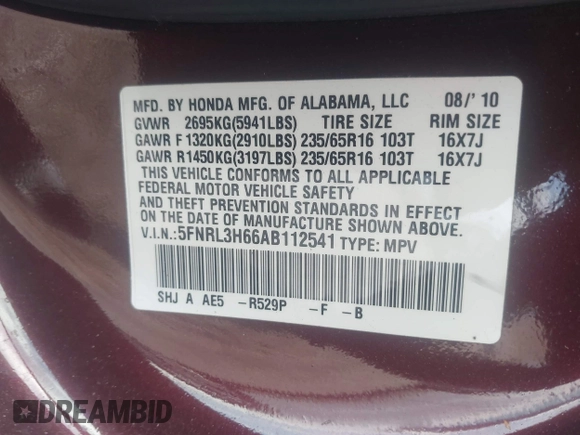 MFD. BY HONDA MFG. OF ALABAMA, LLC 08/'10
GVWR 2695KG(5941LBS) TIRE SIZE RIM SIZE
GAWR F 1320KG(2910LBS) 235/65R16 103T 16X7J
GAWR R1450KG(3197LBS) 235/65R16 103T 16X7J
THIS VEHICLE CONFORMS TO ALL APPLICABLE
FEDERAL MOTOR VEHICLE SAFETY
AND THEFT PREVENTION STANDARDS IN EFFECT
ON THE DATE OF MANUFACTURE SHOWN ABOVE.
V.I.N.:5FNRL3H66AB112541 TYPE: MPV
SHJ A AE5 -R529P -F -B
DREAMBID